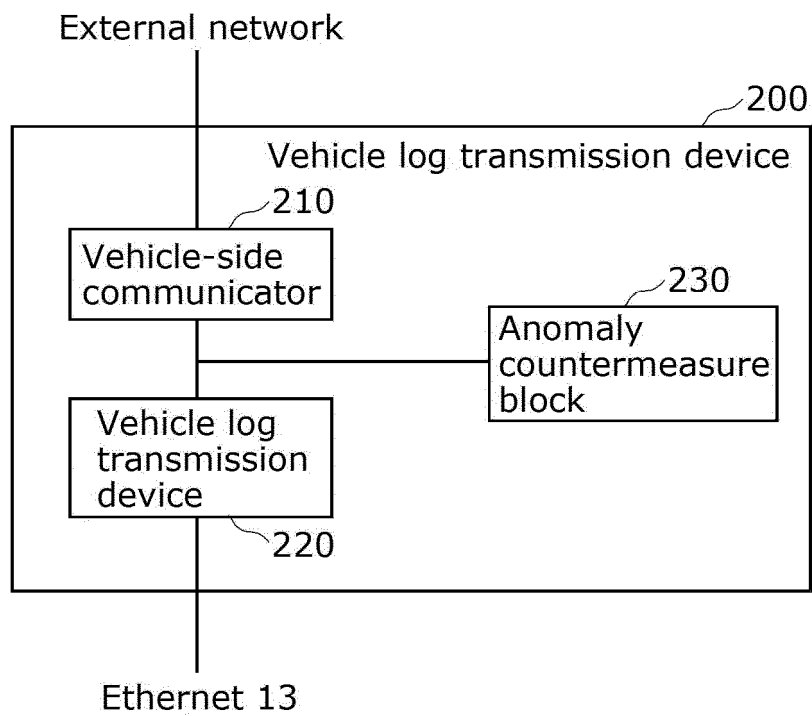 External network
200
Vehicle log transmission device
210
Vehicle-side
communicator
230
Anomaly
countermeasure
block
Vehicle log
transmission
device
220
Ethernet 13